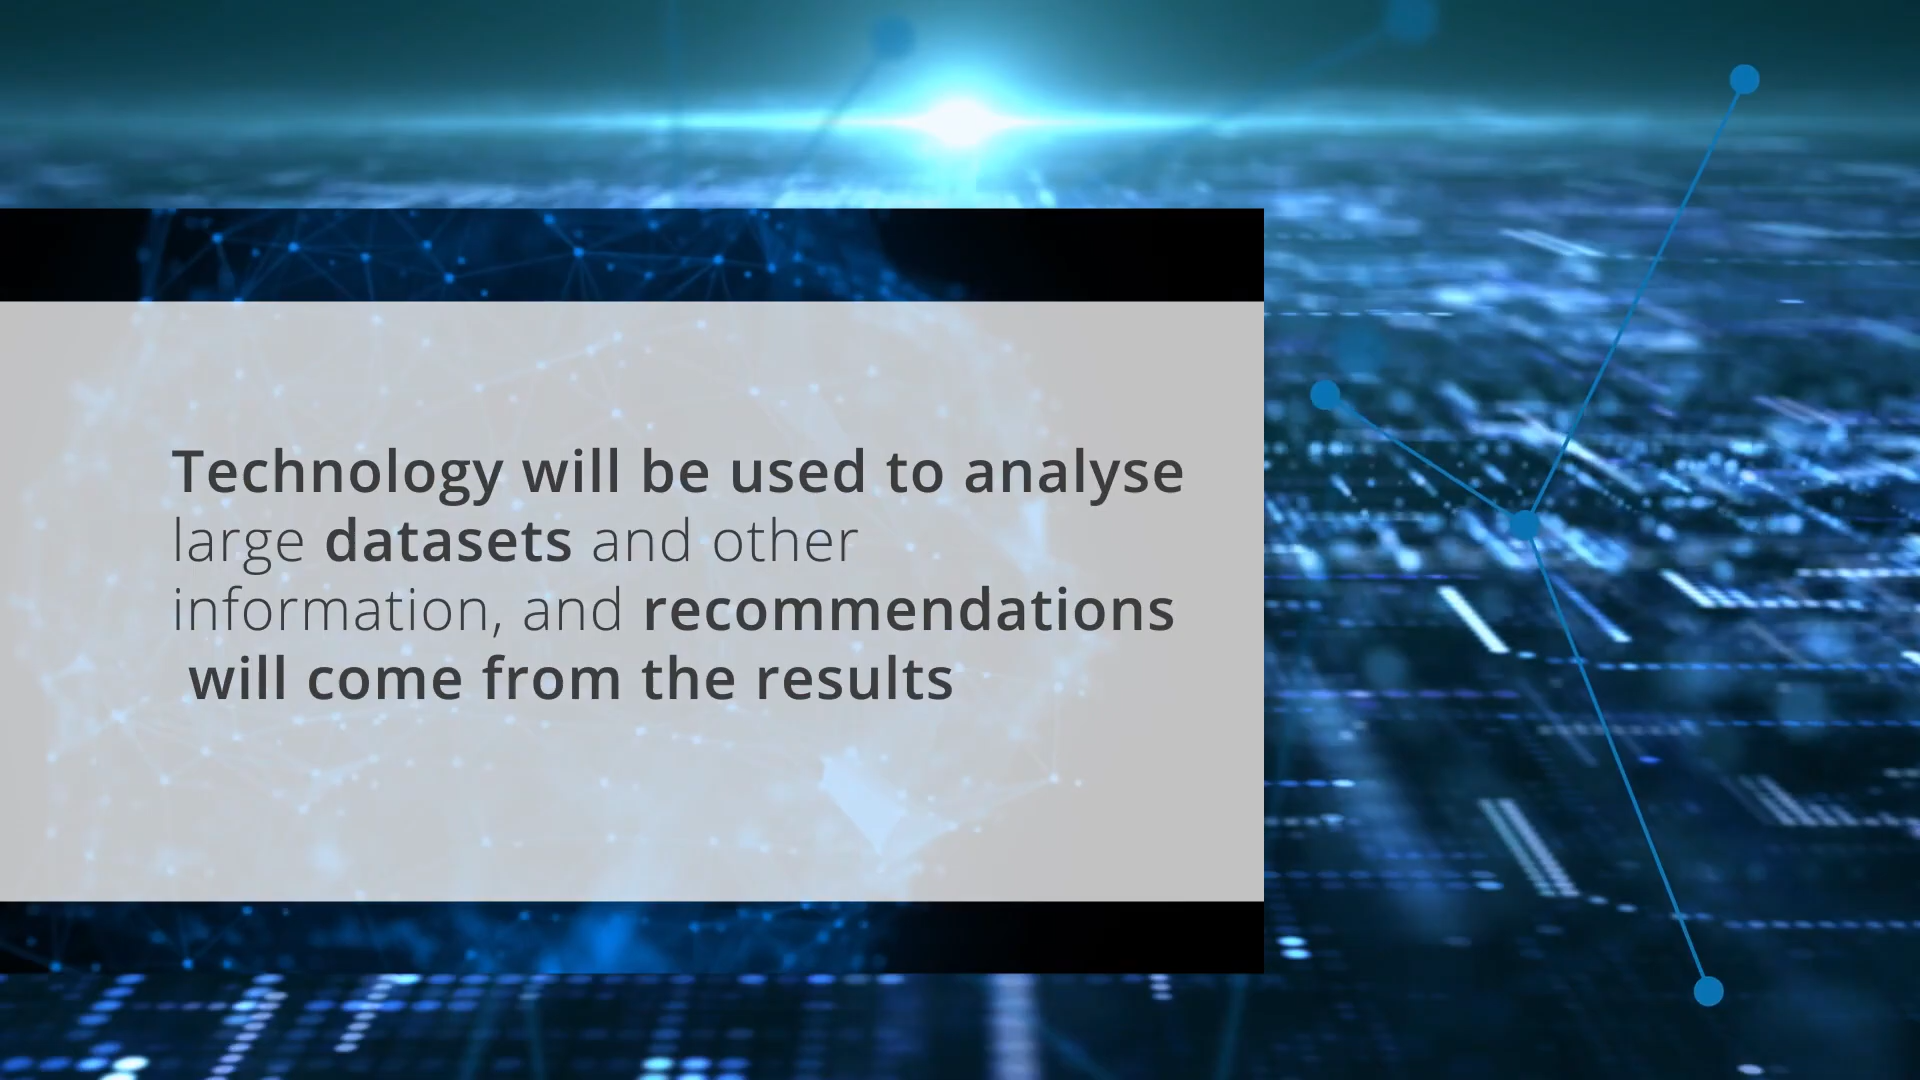 Technology will be used to analyse
large datasets and other
information, and recommendations
will come from the results